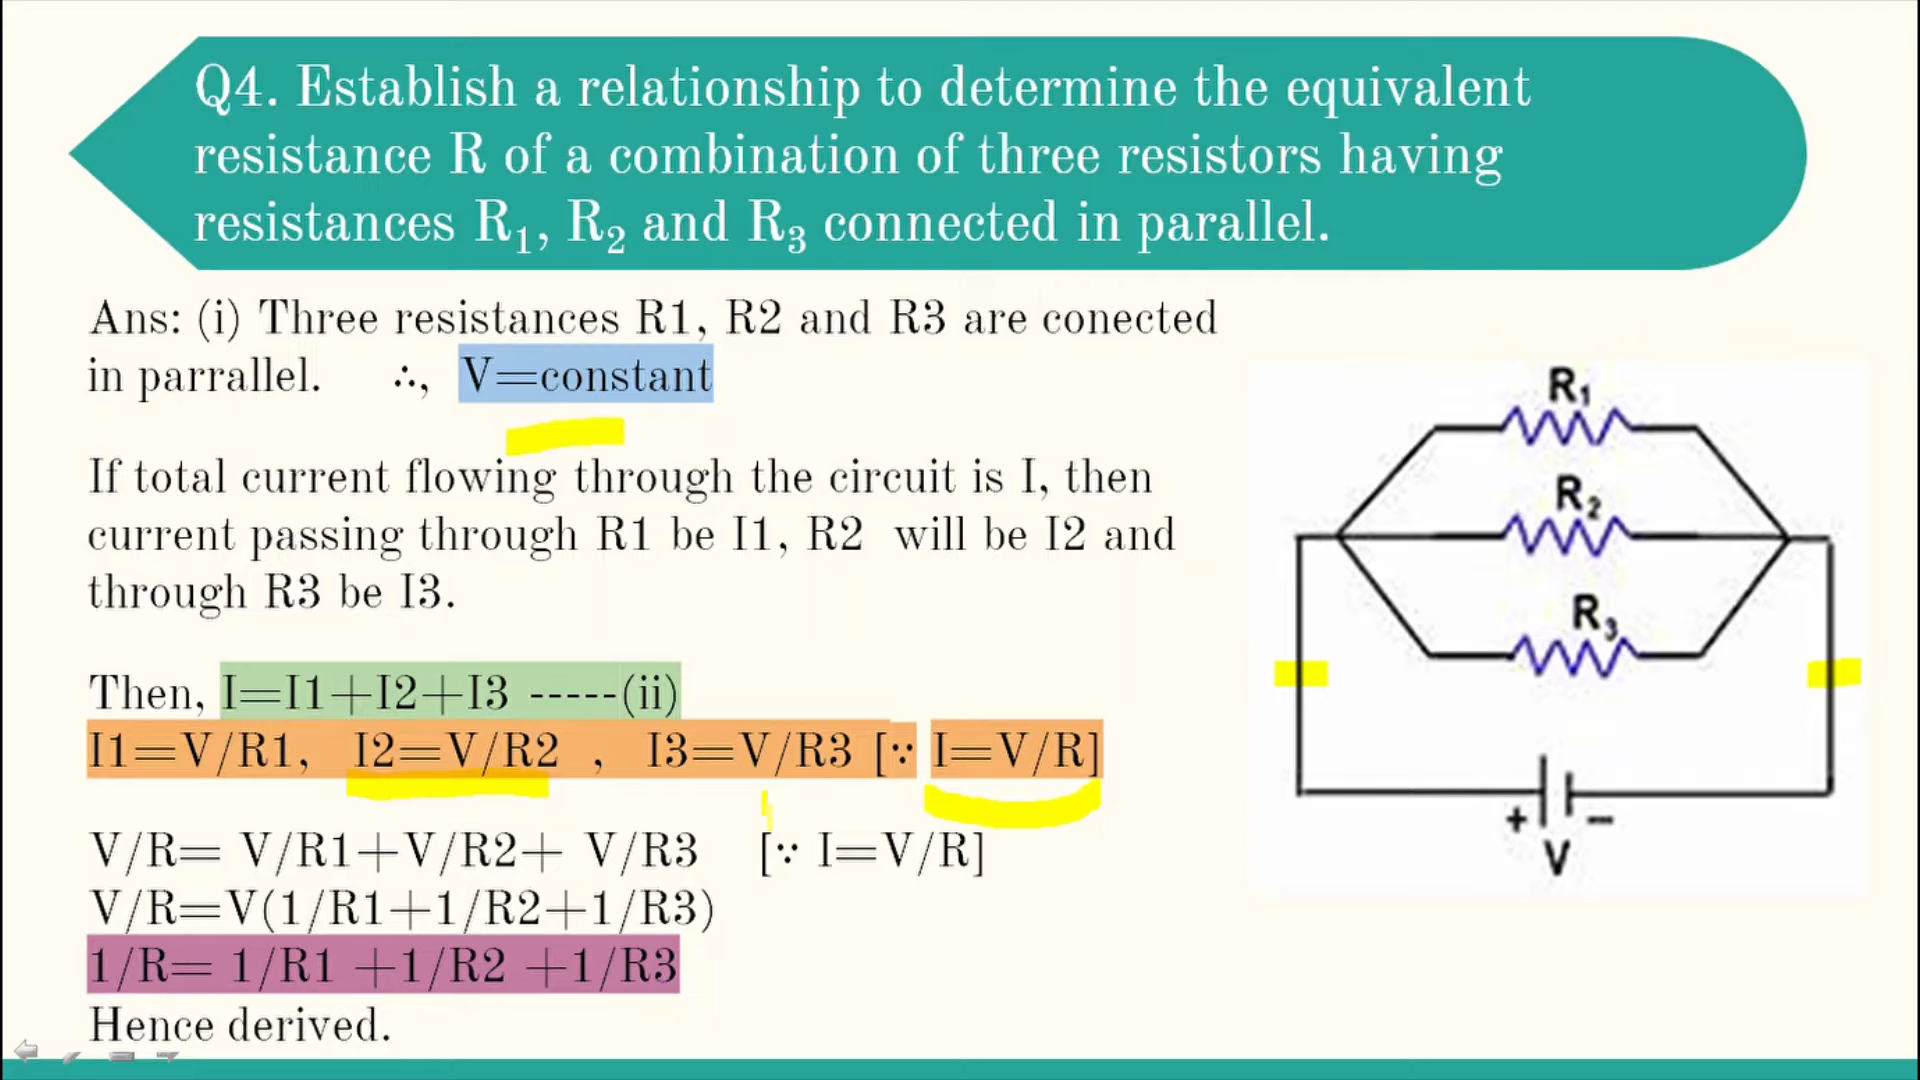 Q4. Establish a relationship to determine the equivalent
resistance R of a combination of three resistors having
resistances R₁, R₂ and R₃ connected in parallel.
Ans: (i) Three resistances R1, R2 and R3 are conected
in parrallel. ∴, V=constant
If total current flowing through the circuit is I, then
current passing through R1 be I1, R2 will be I2 and
through R3 be I3.
Then, I=I1+I2+I3 -----(ii)
I1=V/R1, I2=V/R2 , I3=V/R3 [∵ I=V/R]
V/R= V/R1+V/R2+ V/R3 [∵ I=V/R]
V/R=V(1/R1+1/R2+1/R3)
1/R= 1/R1 +1/R2 +1/R3
Hence derived.
R₁
R₂
R₃
+ −
V